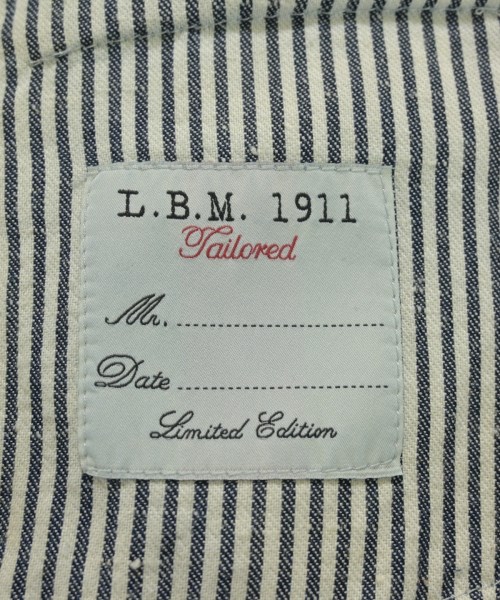 L.B.M. 1911
Tailored
Mr. ........................................
Date ........................................
Limited Edition